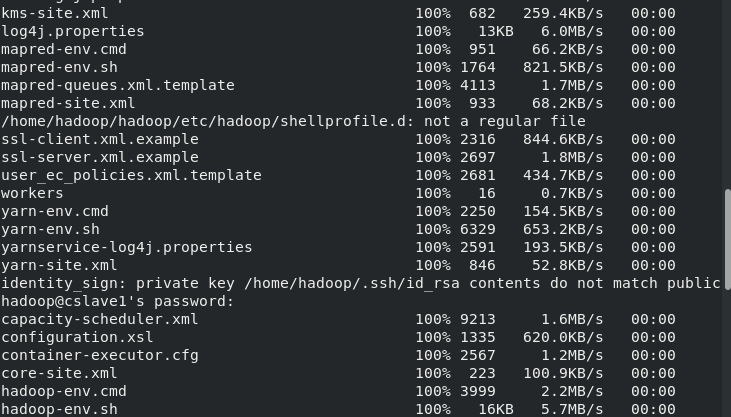 kms-site.xml 100% 682 259.4KB/s 00:00
log4j.properties 100% 13KB 6.0MB/s 00:00
mapred-env.cmd 100% 951 66.2KB/s 00:00
mapred-env.sh 100% 1764 821.5KB/s 00:00
mapred-queues.xml.template 100% 4113 1.7MB/s 00:00
mapred-site.xml 100% 933 68.2KB/s 00:00
/home/hadoop/hadoop/etc/hadoop/shellprofile.d: not a regular file
ssl-client.xml.example 100% 2316 844.6KB/s 00:00
ssl-server.xml.example 100% 2697 1.8MB/s 00:00
user_ec_policies.xml.template 100% 2681 434.7KB/s 00:00
workers 100% 16 0.7KB/s 00:00
yarn-env.cmd 100% 2250 154.5KB/s 00:00
yarn-env.sh 100% 6329 653.2KB/s 00:00
yarnservice-log4j.properties 100% 2591 193.5KB/s 00:00
yarn-site.xml 100% 846 52.8KB/s 00:00
identity_sign: private key /home/hadoop/.ssh/id_rsa contents do not match public
hadoop@cslave1's password:
capacity-scheduler.xml 100% 9213 1.6MB/s 00:00
configuration.xsl 100% 1335 620.0KB/s 00:00
container-executor.cfg 100% 2567 1.2MB/s 00:00
core-site.xml 100% 223 100.9KB/s 00:00
hadoop-env.cmd 100% 3999 2.2MB/s 00:00
hadoop-env.sh 100% 16KB 5.7MB/s 00:00